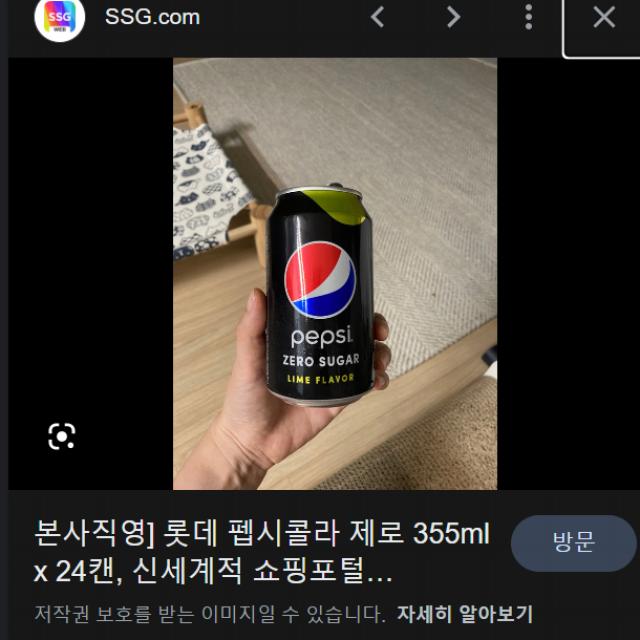 SSG
WEB
SSG.com
pepsi
ZERO SUGAR
LIME FLAVOR
본사직영] 롯데 펩시콜라 제로 355ml
x 24캔, 신세계적 쇼핑포털...
방문
저작권 보호를 받는 이미지일 수 있습니다. 자세히 알아보기